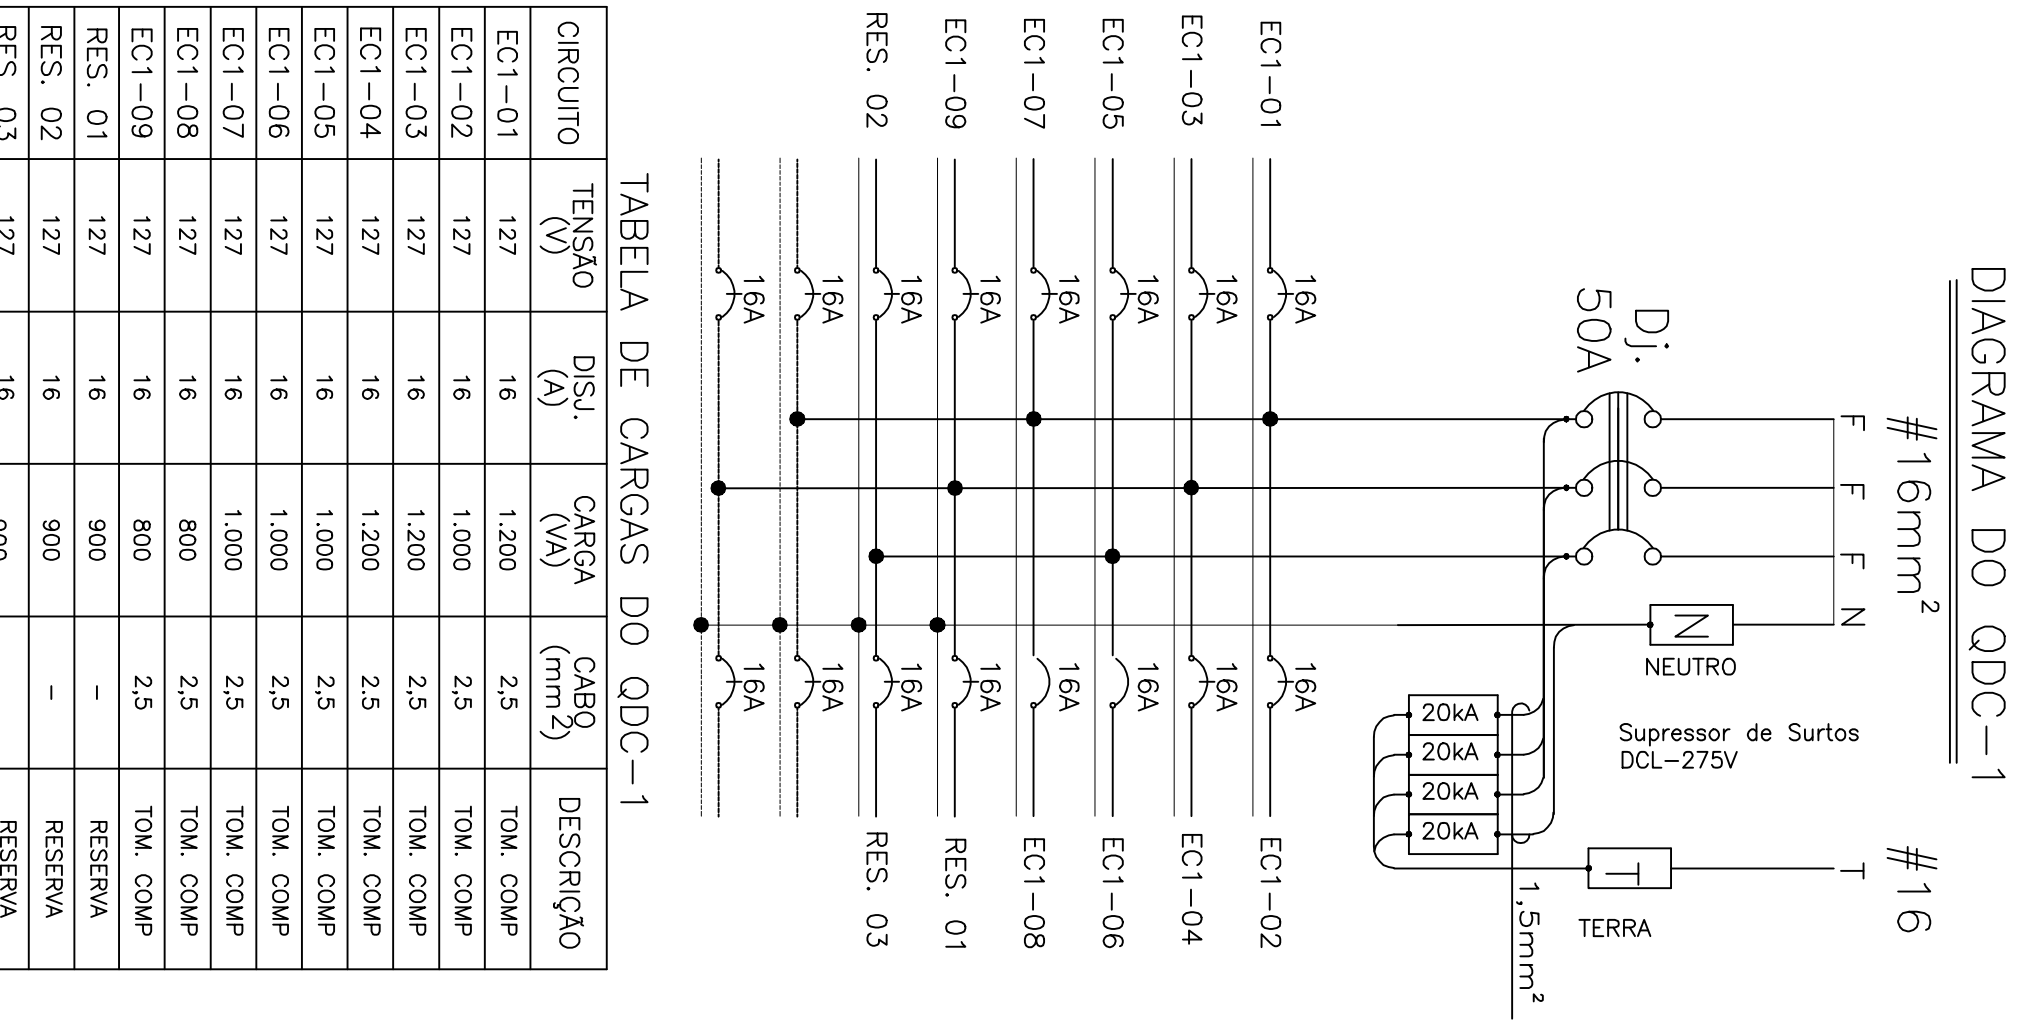 DIAGRAMA DO QDC-1
#16mm²
#16
F
F
F
N
T
Dj.
50A
N
NEUTRO
T
TERRA
Supressor de Surtos
DCL-275V
20kA
20kA
20kA
20kA
1,5mm²
EC1-01 16A 16A EC1-02
EC1-03 16A 16A EC1-04
EC1-05 16A 16A EC1-06
EC1-07 16A 16A EC1-08
EC1-09 16A 16A RES. 01
RES. 02 16A 16A RES. 03
16A 16A
16A 16A
TABELA DE CARGAS DO QDC-1
CIRCUITO TENSÃO (V) DISJ. (A) CARGA (VA) CABO (mm2) DESCRIÇÃO
EC1-01 127 16 1.200 2,5 TOM. COMP
EC1-02 127 16 1.000 2,5 TOM. COMP
EC1-03 127 16 1.200 2,5 TOM. COMP
EC1-04 127 16 1.200 2.5 TOM. COMP
EC1-05 127 16 1.000 2,5 TOM. COMP
EC1-06 127 16 1.000 2,5 TOM. COMP
EC1-07 127 16 1.000 2,5 TOM. COMP
EC1-08 127 16 800 2,5 TOM. COMP
EC1-09 127 16 800 2,5 TOM. COMP
RES. 01 127 16 900 - RESERVA
RES. 02 127 16 900 - RESERVA
RES. 03 127 16 900 RESERVA